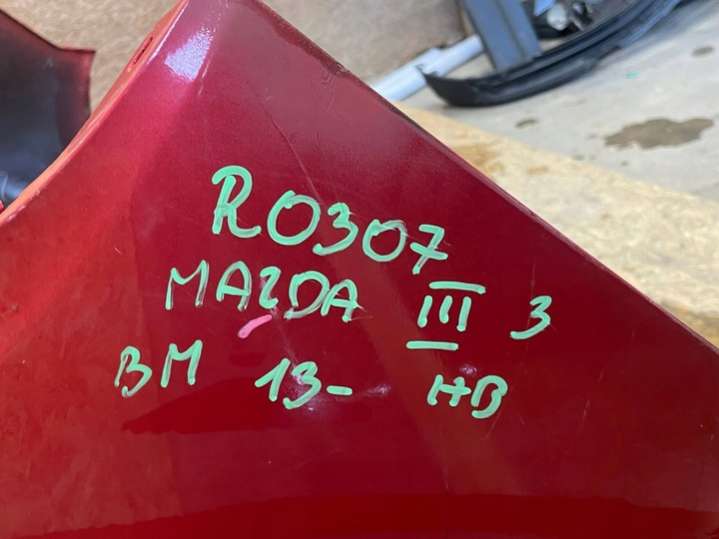 R0307
MAZDA III 3
BM 13- HB